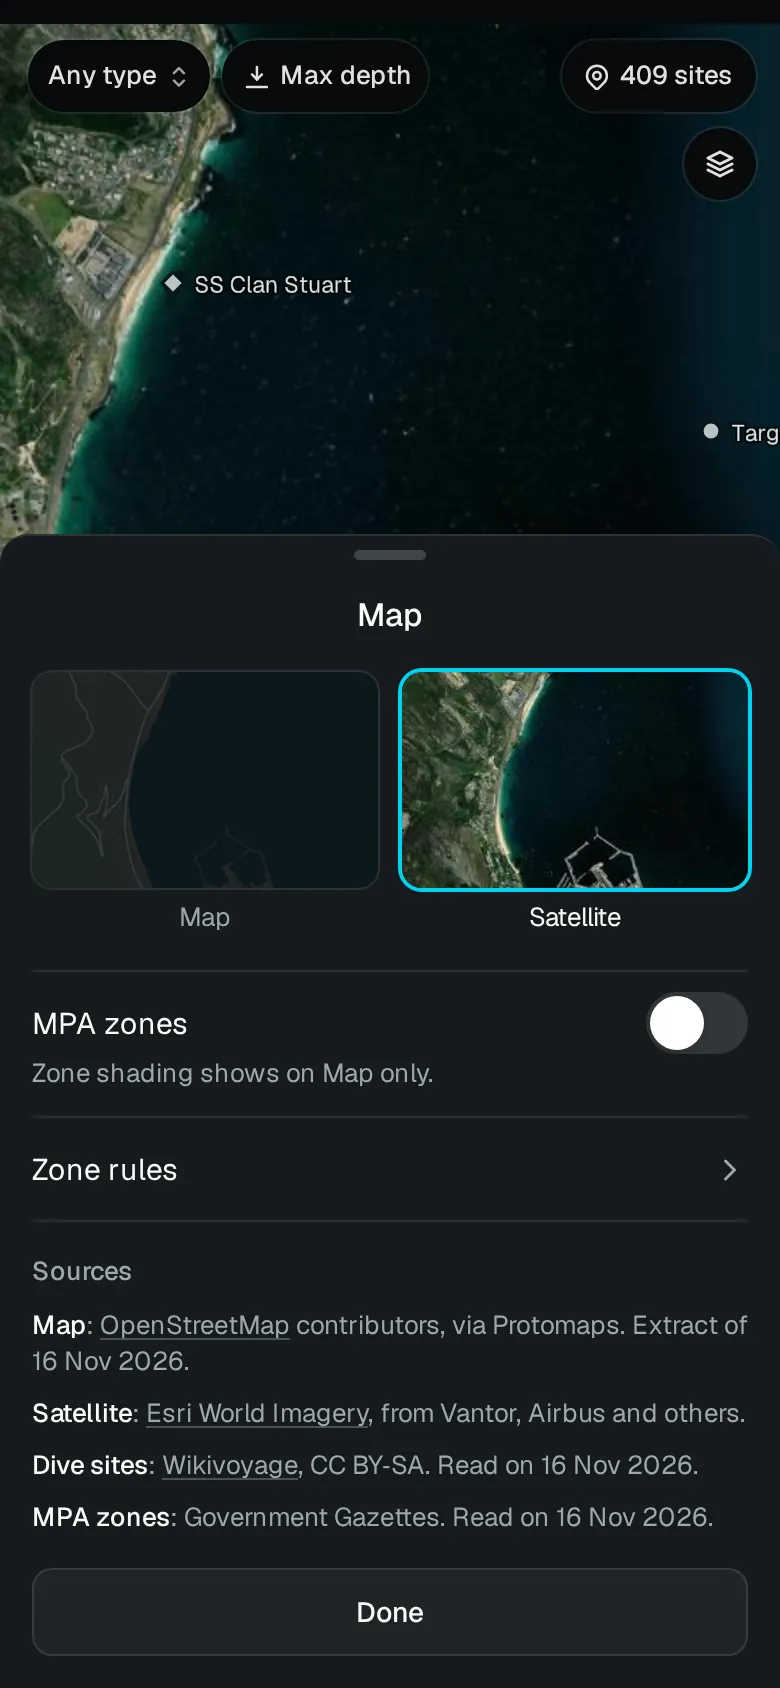 Any type
Max depth
409 sites
SS Clan Stuart
Targ
Map
Map
Satellite
MPA zones
Zone shading shows on Map only.
Zone rules
Sources
Map: OpenStreetMap contributors, via Protomaps. Extract of
16 Nov 2026.
Satellite: Esri World Imagery, from Vantor, Airbus and others.
Dive sites: Wikivoyage, CC BY-SA. Read on 16 Nov 2026.
MPA zones: Government Gazettes. Read on 16 Nov 2026.
Done